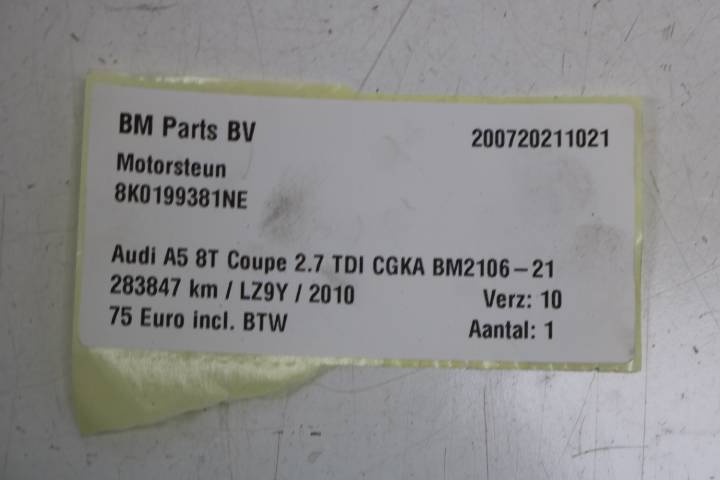 BM Parts BV 200720211021
Motorsteun
8K0199381NE
Audi A5 8T Coupe 2.7 TDI CGKA BM2106-21
283847 km / LZ9Y / 2010 Verz: 10
75 Euro incl. BTW Aantal: 1